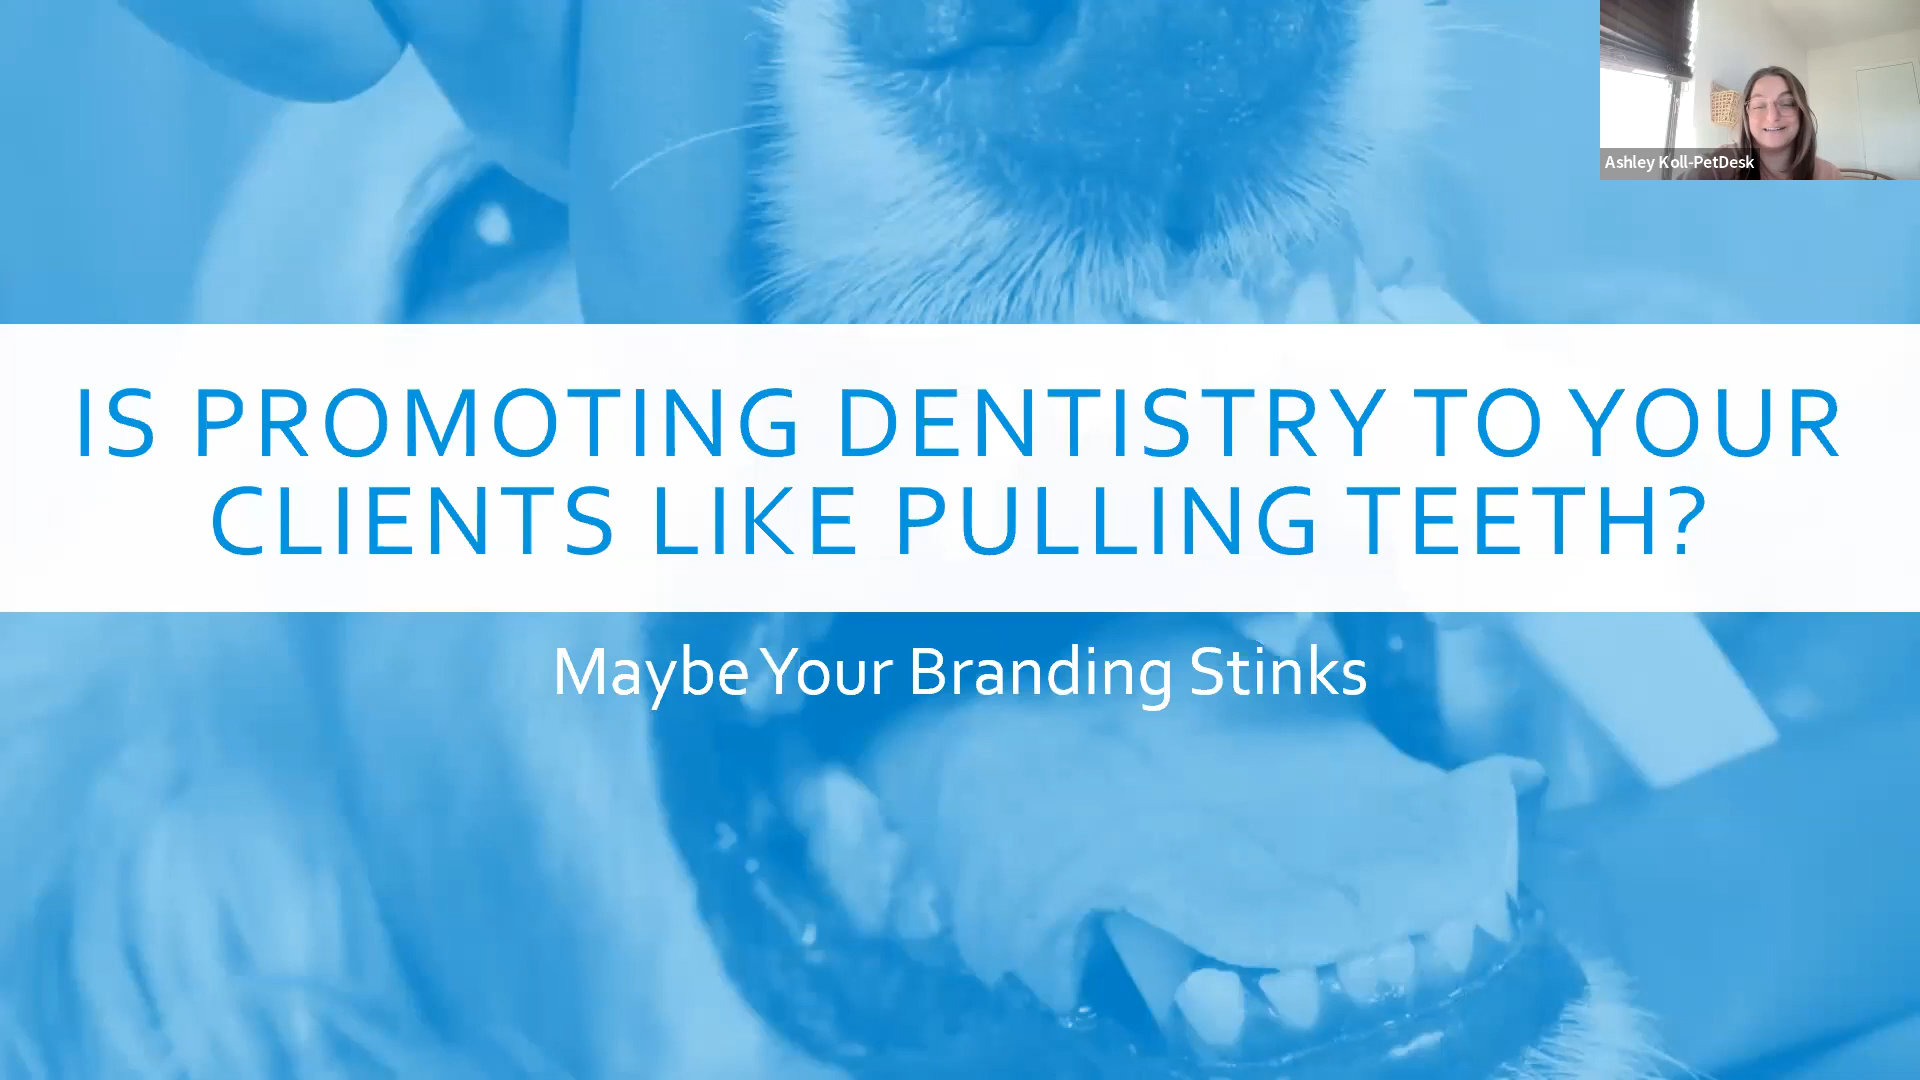 Ashley Koll-PetDesk
IS PROMOTING DENTISTRY TO YOUR
CLIENTS LIKE PULLING TEETH?
Maybe Your Branding Stinks